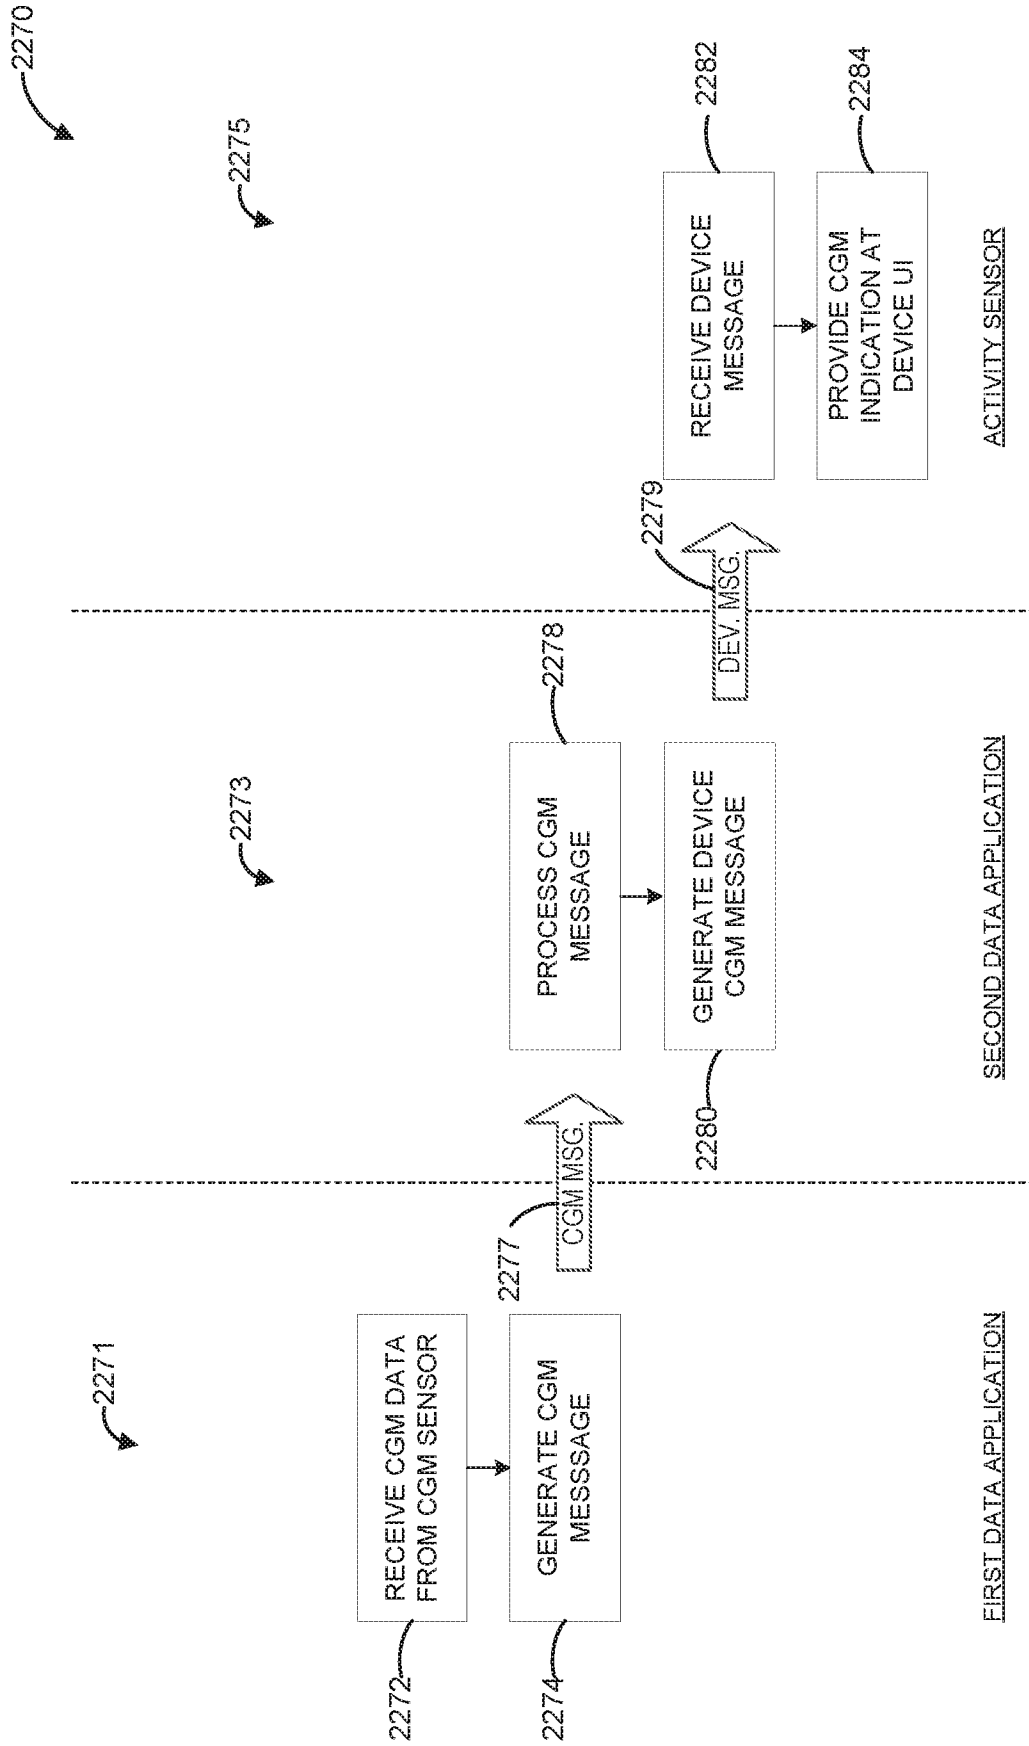 2270
2271
2273
2275
RECEIVE CGM DATA
FROM CGM SENSOR
2272
GENERATE CGM
MESSSAGE
2274
2277
CGM MSG.
PROCESS CGM
MESSAGE
2278
GENERATE DEVICE
CGM MESSAGE
2280
2279
DEV. MSG.
RECEIVE DEVICE
MESSAGE
2282
PROVIDE CGM
INDICATION AT
DEVICE UI
2284
FIRST DATA APPLICATION
SECOND DATA APPLICATION
ACTIVITY SENSOR